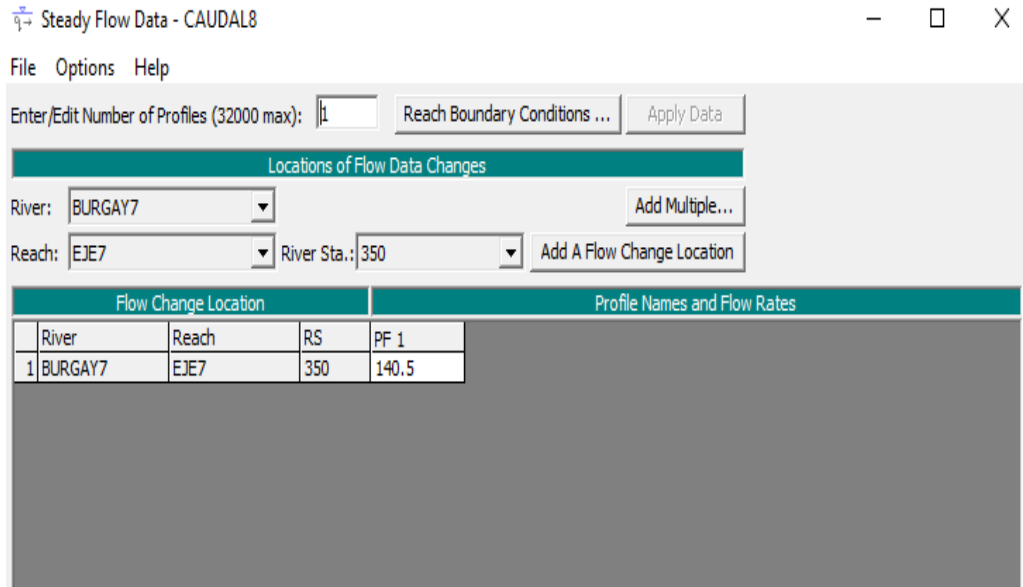 Steady Flow Data - CAUDAL8
File Options Help
Enter/Edit Number of Profiles (32000 max): 1 Reach Boundary Conditions ... Apply Data
Locations of Flow Data Changes
River: BURGAY7 Add Multiple...
Reach: EJE7 River Sta.: 350 Add A Flow Change Location
Flow Change Location Profile Names and Flow Rates
River Reach RS PF 1
1 BURGAY7 EJE7 350 140.5